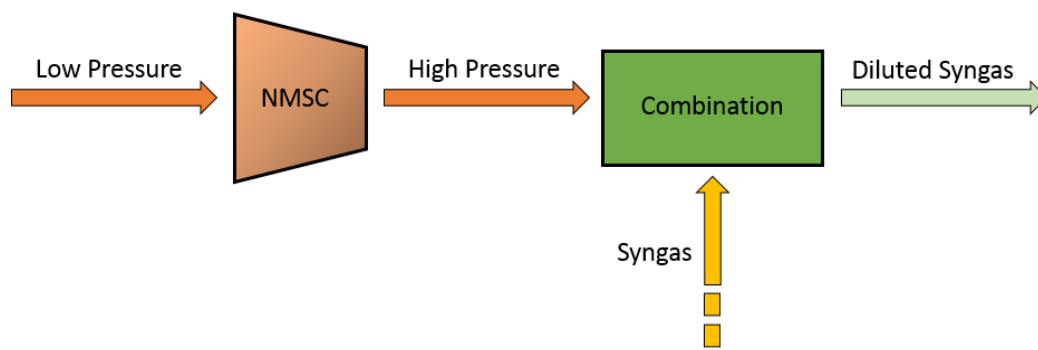 Low Pressure
NMSC
High Pressure
Combination
Diluted Syngas
Syngas